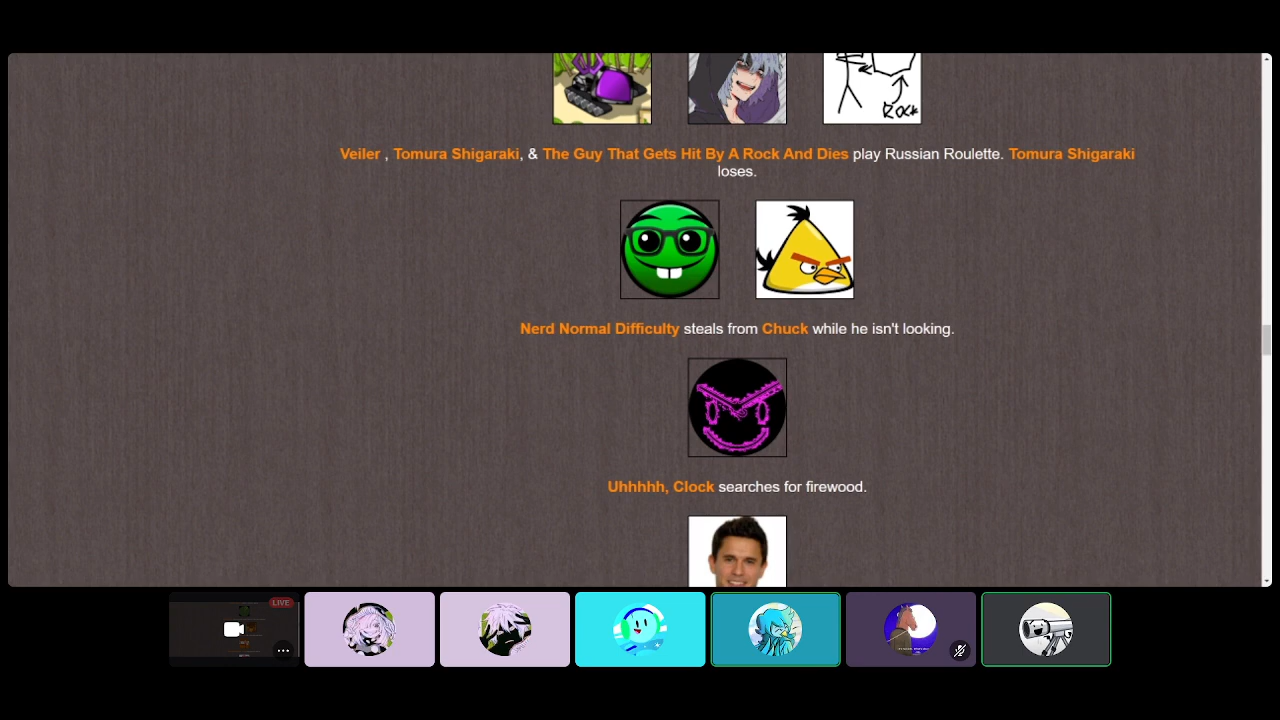 ROCK
Veiler , Tomura Shigaraki, & The Guy That Gets Hit By A Rock And Dies play Russian Roulette. Tomura Shigaraki
loses.
Nerd Normal Difficulty steals from Chuck while he isn't looking.
Uhhhhh, Clock searches for firewood.
LIVE